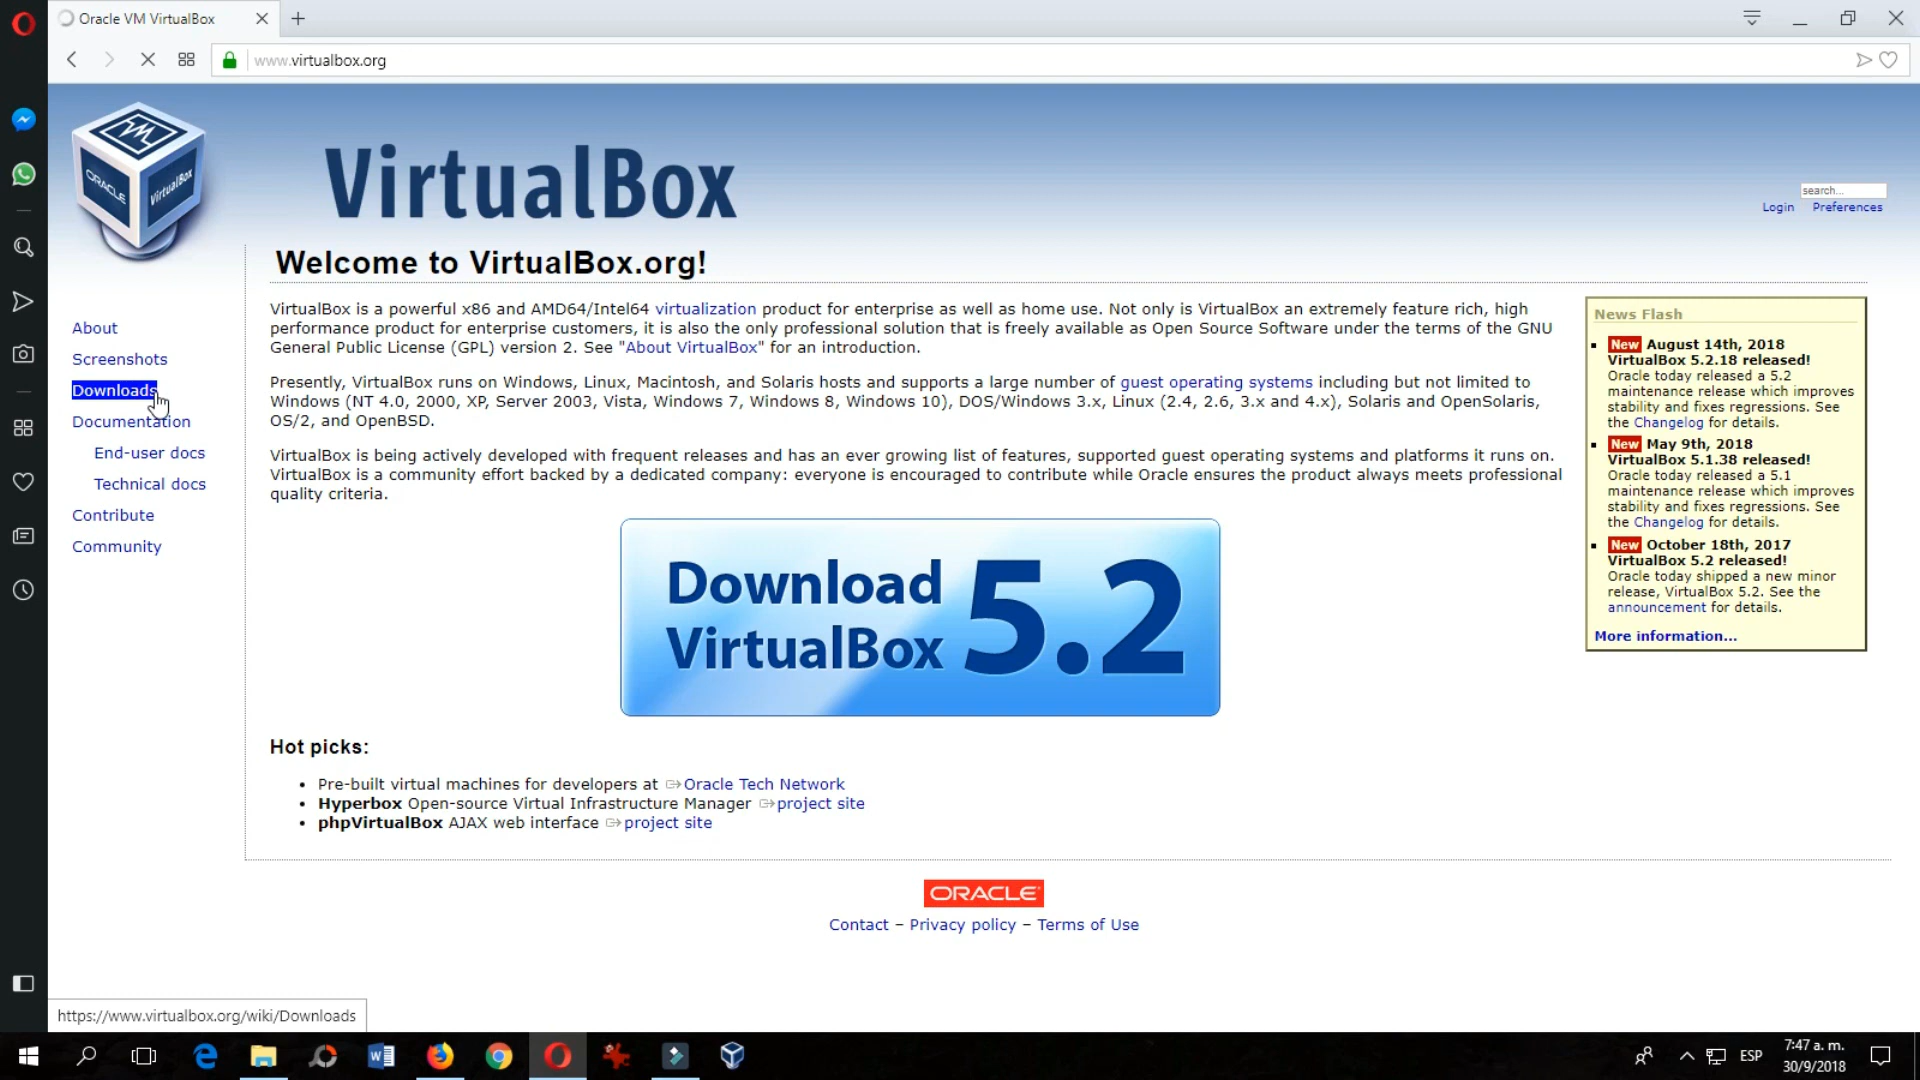 Oracle VM VirtualBox
www.virtualbox.org
ORACLE
VirtualBox
VirtualBox
search...
Login Preferences
Welcome to VirtualBox.org!
About
Screenshots
Downloads
Documentation
End-user docs
Technical docs
Contribute
Community
VirtualBox is a powerful x86 and AMD64/Intel64 virtualization product for enterprise as well as home use. Not only is VirtualBox an extremely feature rich, high
performance product for enterprise customers, it is also the only professional solution that is freely available as Open Source Software under the terms of the GNU
General Public License (GPL) version 2. See "About VirtualBox" for an introduction.
Presently, VirtualBox runs on Windows, Linux, Macintosh, and Solaris hosts and supports a large number of guest operating systems including but not limited to
Windows (NT 4.0, 2000, XP, Server 2003, Vista, Windows 7, Windows 8, Windows 10), DOS/Windows 3.x, Linux (2.4, 2.6, 3.x and 4.x), Solaris and OpenSolaris,
OS/2, and OpenBSD.
VirtualBox is being actively developed with frequent releases and has an ever growing list of features, supported guest operating systems and platforms it runs on.
VirtualBox is a community effort backed by a dedicated company: everyone is encouraged to contribute while Oracle ensures the product always meets professional
quality criteria.
Download
VirtualBox 5.2
News Flash
New August 14th, 2018
VirtualBox 5.2.18 released!
Oracle today released a 5.2
maintenance release which improves
stability and fixes regressions. See
the Changelog for details.
New May 9th, 2018
VirtualBox 5.1.38 released!
Oracle today released a 5.1
maintenance release which improves
stability and fixes regressions. See
the Changelog for details.
New October 18th, 2017
VirtualBox 5.2 released!
Oracle today shipped a new minor
release, VirtualBox 5.2. See the
announcement for details.
More information...
Hot picks:
• Pre-built virtual machines for developers at Oracle Tech Network
• Hyperbox Open-source Virtual Infrastructure Manager project site
• phpVirtualBox AJAX web interface project site
ORACLE
Contact – Privacy policy – Terms of Use
https://www.virtualbox.org/wiki/Downloads
ESP
7:47 a. m.
30/9/2018